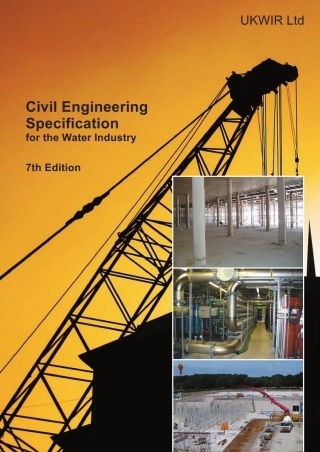 UKWIR Ltd
Civil Engineering
Specification
for the Water Industry
7th Edition